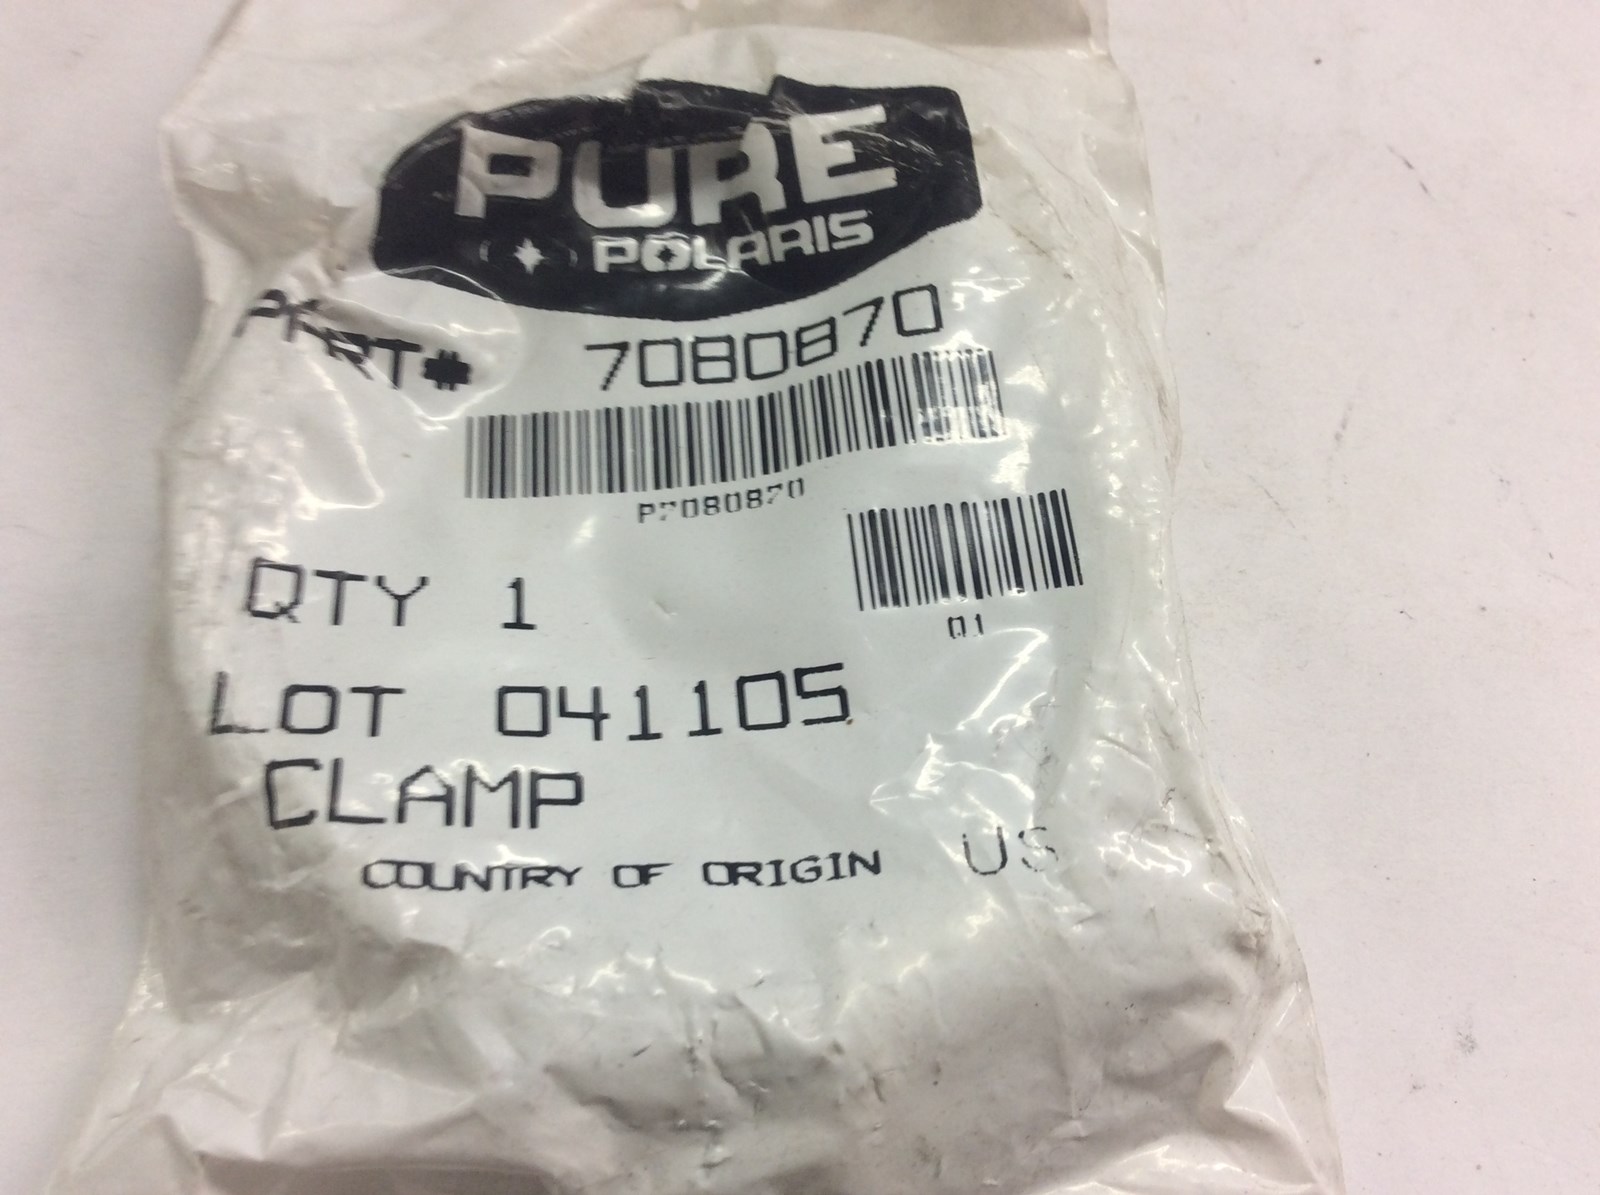 PURE
POLARIS
PART# 7080870
P7080870
QTY 1
01
LOT 041105
CLAMP
COUNTRY OF ORIGIN US